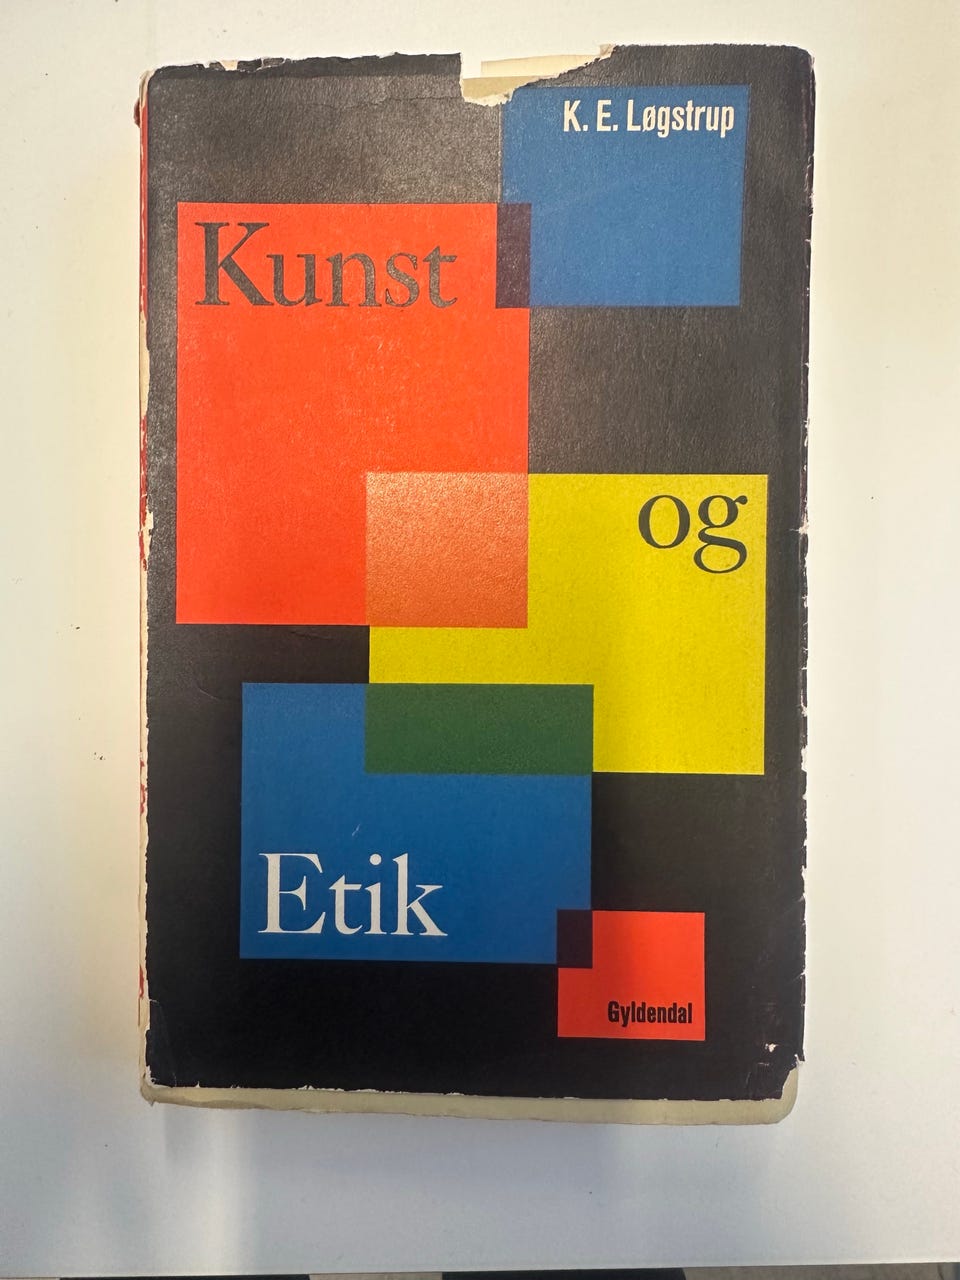 K. E. Løgstrup
Kunst
og
Etik
Gyldendal